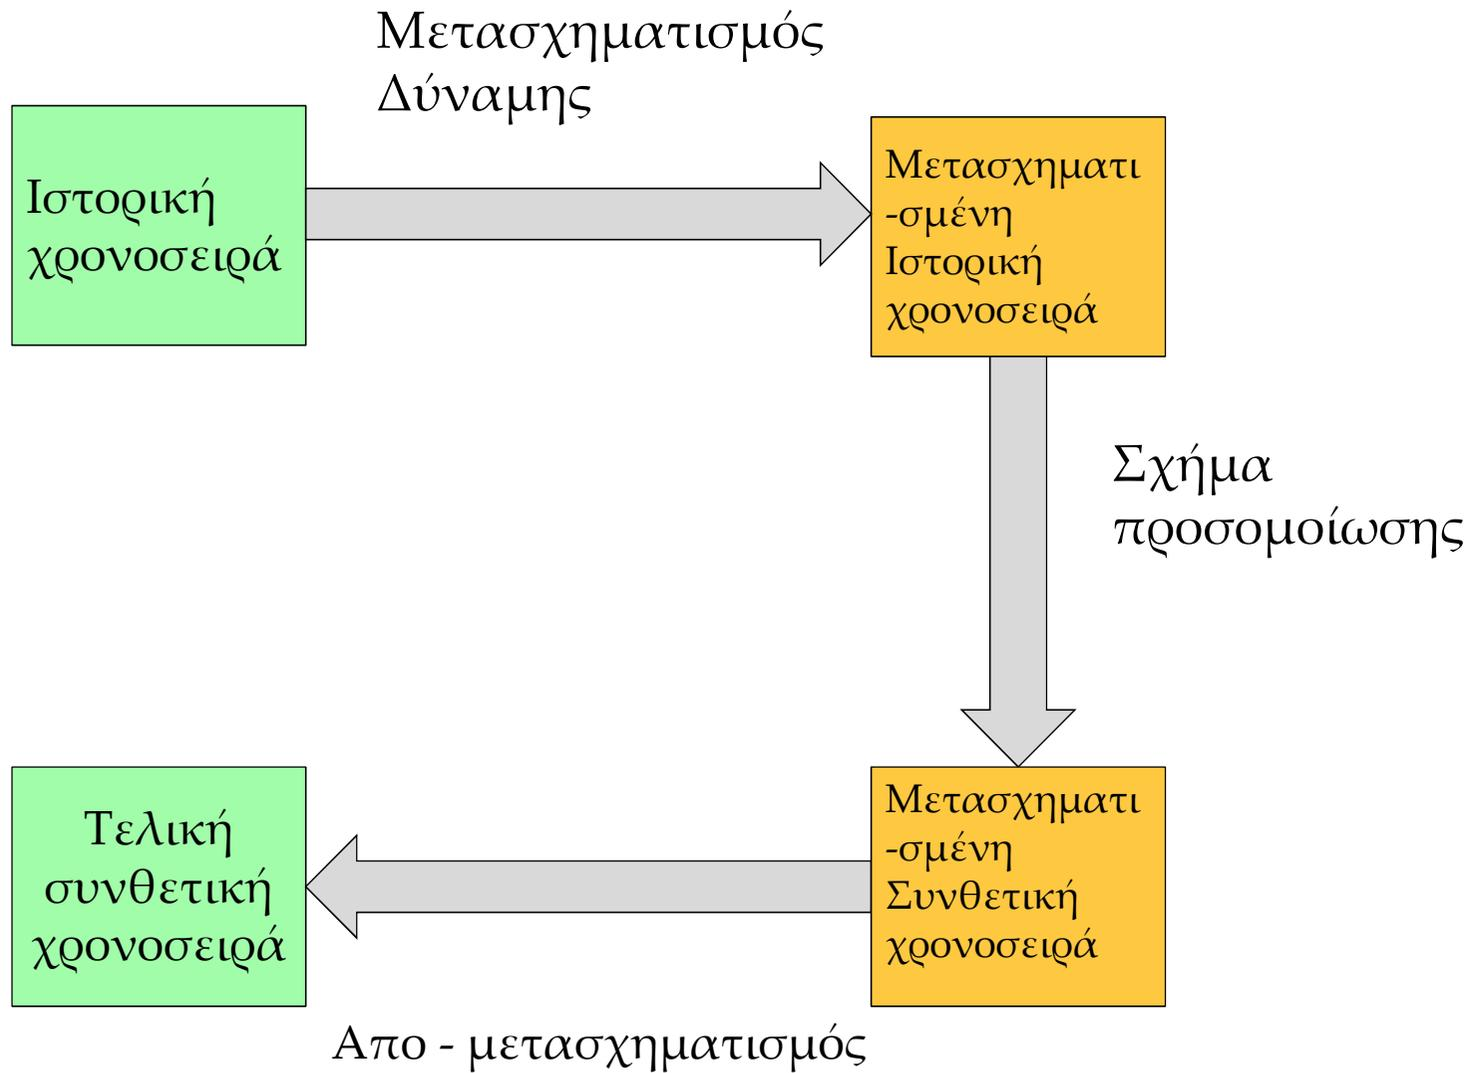 Μετασχηματισμός
Δύναμης
Ιστορική
χρονοσειρά
Μετασχηματι
-σμένη
Ιστορική
χρονοσειρά
Σχήμα
προσομοίωσης
Μετασχηματι
-σμένη
Συνθετική
χρονοσειρά
Τελική
συνθετική
χρονοσειρά
Απο - μετασχηματισμός